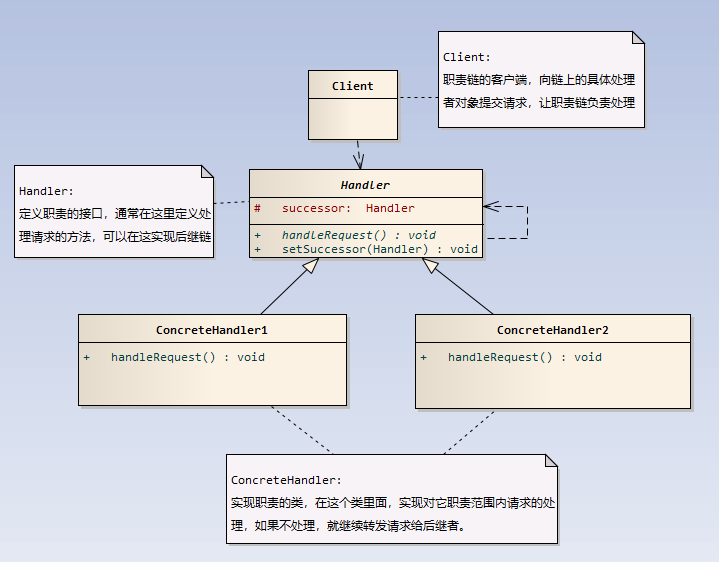 Client:
职责链的客户端，向链上的具体处理
者对象提交请求，让职责链负责处理
Client
Handler:
定义职责的接口，通常在这里定义处
理请求的方法，可以在这实现后继链
Handler
# successor: Handler
+ handleRequest() : void
+ setSuccessor(Handler) : void
ConcreteHandler1
+ handleRequest() : void
ConcreteHandler2
+ handleRequest() : void
ConcreteHandler:
实现职责的类，在这个类里面，实现对它职责范围内请求的处
理，如果不处理，就继续转发请求给后继者。